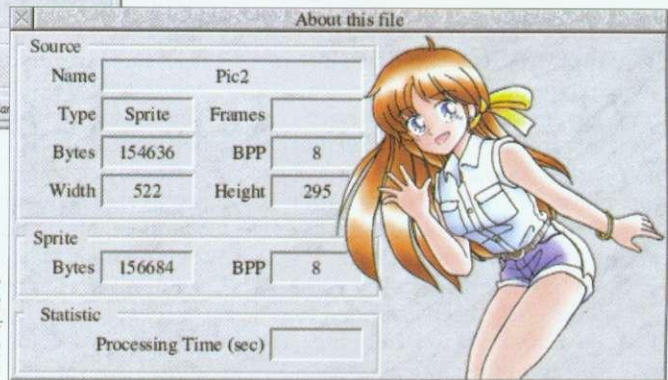 About this file
Source
Name Pic2
Type Sprite Frames
Bytes 154636 BPP 8
Width 522 Height 295
Sprite
Bytes 156684 BPP 8
Statistic
Processing Time (sec)